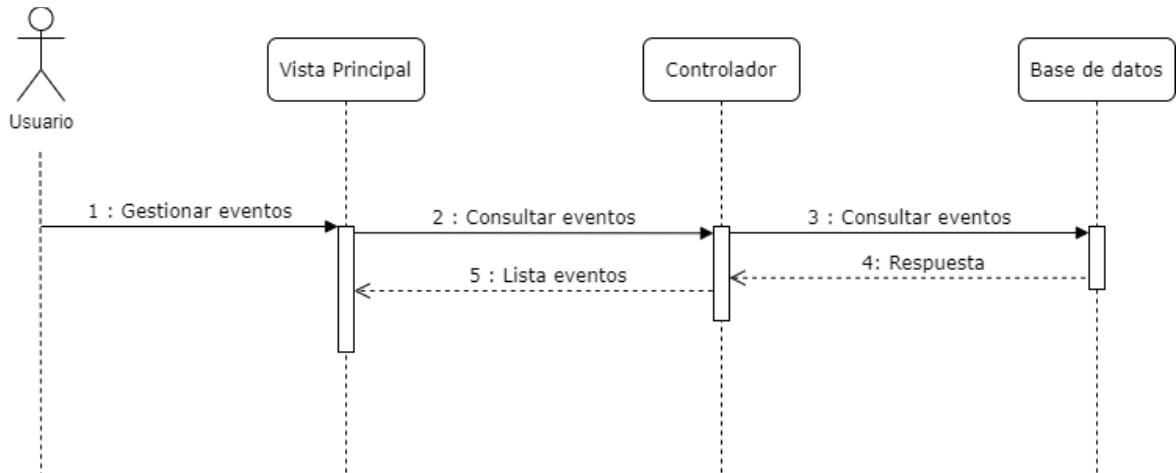 Usuario
Vista Principal
Controlador
Base de datos
1 : Gestionar eventos
2 : Consultar eventos
3 : Consultar eventos
4: Respuesta
5 : Lista eventos